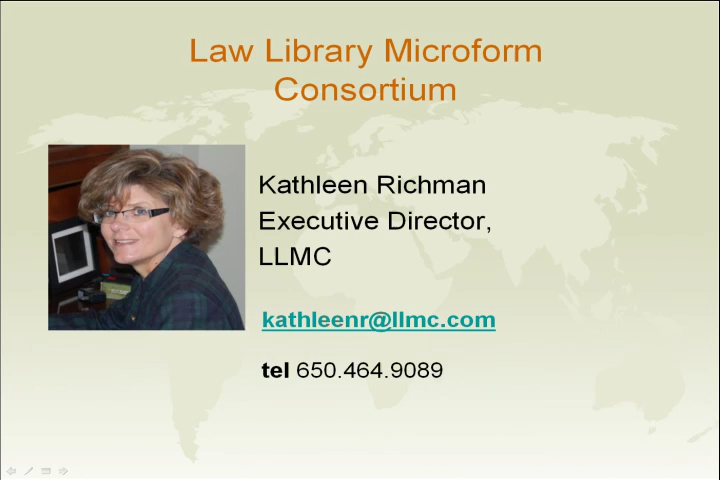 Law Library Microform
Consortium
Kathleen Richman
Executive Director,
LLMC
kathleenr@llmc.com
tel 650.464.9089